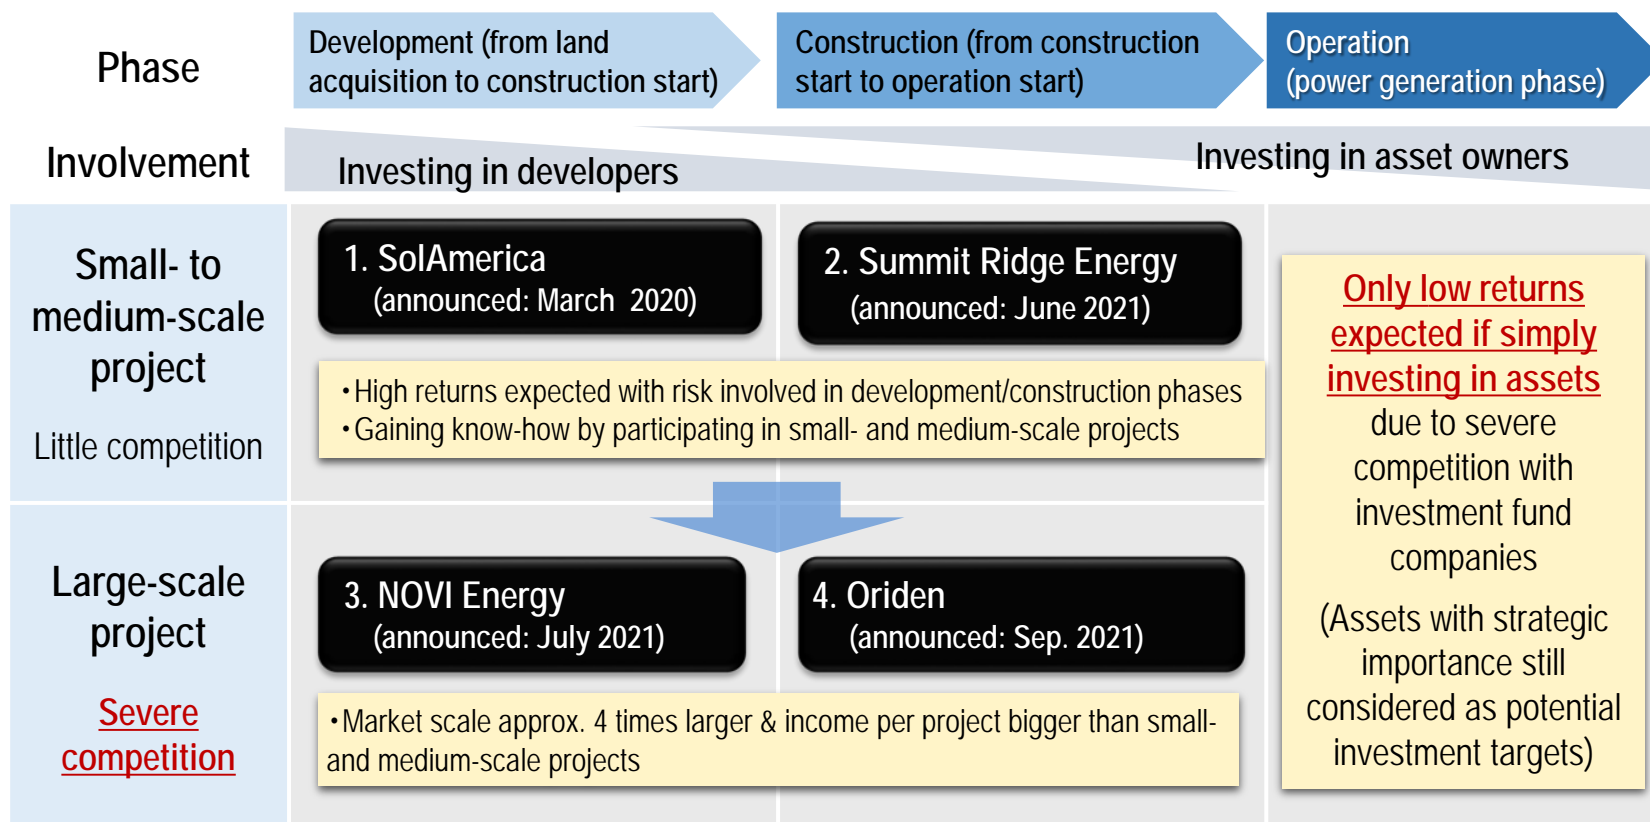 Phase
Development (from land
acquisition to construction start)
Construction (from construction
start to operation start)
Operation
(power generation phase)
Involvement
Investing in developers
Investing in asset owners
Small- to
medium-scale
project
Little competition
1. SolAmerica
(announced: March 2020)
2. Summit Ridge Energy
(announced: June 2021)
・High returns expected with risk involved in development/construction phases
・Gaining know-how by participating in small- and medium-scale projects
Large-scale
project
Severe
competition
3. NOVI Energy
(announced: July 2021)
4. Oriden
(announced: Sep. 2021)
・Market scale approx. 4 times larger & income per project bigger than small-
and medium-scale projects
Only low returns
expected if simply
investing in assets
due to severe
competition with
investment fund
companies
(Assets with strategic
importance still
considered as potential
investment targets)